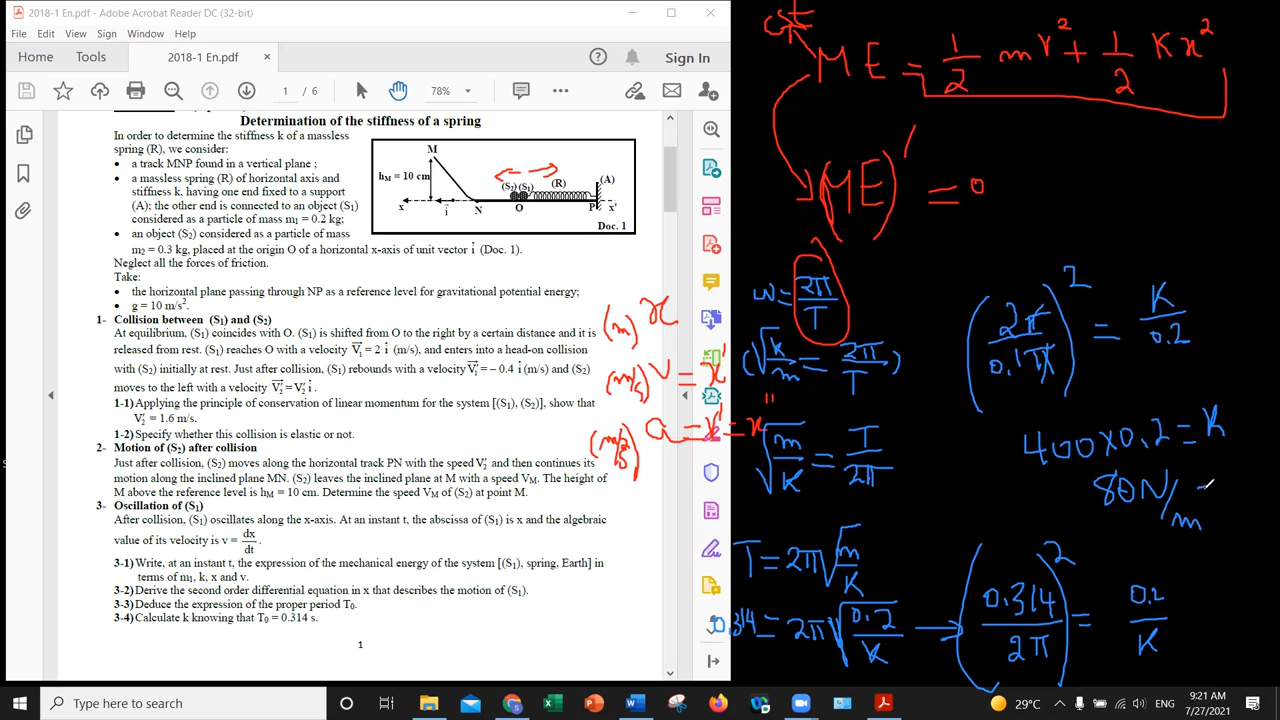 2018-1 En.pdf - Adobe Acrobat Reader DC (32-bit)
File Edit View Sign Window Help
Home Tools 2018-1 En.pdf × Sign In
1 / 6 78%
Determination of the stiffness of a spring
In order to determine the stiffness k of a massless
spring (R), we consider:
• a track MNP found in a vertical plane ;
• a massless spring (R) of horizontal axis and
stiffness k, having one end fixed to a support
(A); the other end is connected to an object (S1)
considered as a particle of mass m1 = 0.2 kg;
• an object (S2) considered as a particle of mass
m2 = 0.3 kg, placed at the origin O of a horizontal x-axis of unit vector i (Doc. 1).
Neglect all the forces of friction.
Take:
• the horizontal plane passing through NP as a reference level for gravitational potential energy;
• g = 10 m/s².
M
hM = 10 cm
(S2) (S1) (R) (A)
x i N O P x'
Doc. 1
1- Collision between (S1) and (S2)
At equilibrium, (S1) coincides with O. (S1) is shifted from O to the right by a certain distance and it is
released from rest. (S1) reaches O with a velocity V1 = 2 i (m/s), and enters into a head-on collision
with (S2) initially at rest. Just after collision, (S1) rebounds with a velocity V1' = – 0.4 i (m/s) and (S2)
moves to the left with a velocity V2' = V2' i.
1-1) Applying the principle of conservation of linear momentum for the system [(S1), (S2)], show that
V2' = 1.6 m/s.
1-2) Specify whether this collision is elastic or not.
2- Motion of (S2) after collision
Just after collision, (S2) moves along the horizontal track PN with the speed V2' and then continues its
motion along the inclined plane MN. (S2) leaves the inclined plane at M with a speed VM. The height of
M above the reference level is hM = 10 cm. Determine the speed VM of (S2) at point M.
3- Oscillation of (S1)
After collision, (S1) oscillates along the x-axis. At an instant t, the abscissa of (S1) is x and the algebraic
value of its velocity is v = dx/dt.
3-1) Write, at an instant t, the expression of the mechanical energy of the system [(S1), spring, Earth] in
terms of m1, k, x and v.
3-2) Derive the second order differential equation in x that describes the motion of (S1).
3-3) Deduce the expression of the proper period T0.
3-4) Calculate k knowing that T0 = 0.314 s.
1
(m) x
(m/s) V = x'
a = v' = x''
cst
ME = 1/2 mV² + 1/2 Kx²
(ME)' = 0
ω = 2π/T
(√k/m = 2π/T)
√m/K = T/2π
T = 2π√m/K
0.314 = 2π√0.2/K → (0.314/2π)² = 0.2/K
(2π/0.1π)² = K/0.2
400×0.2 = K
80N/m
Type here to search
29°C ENG 9:21 AM
7/27/2021